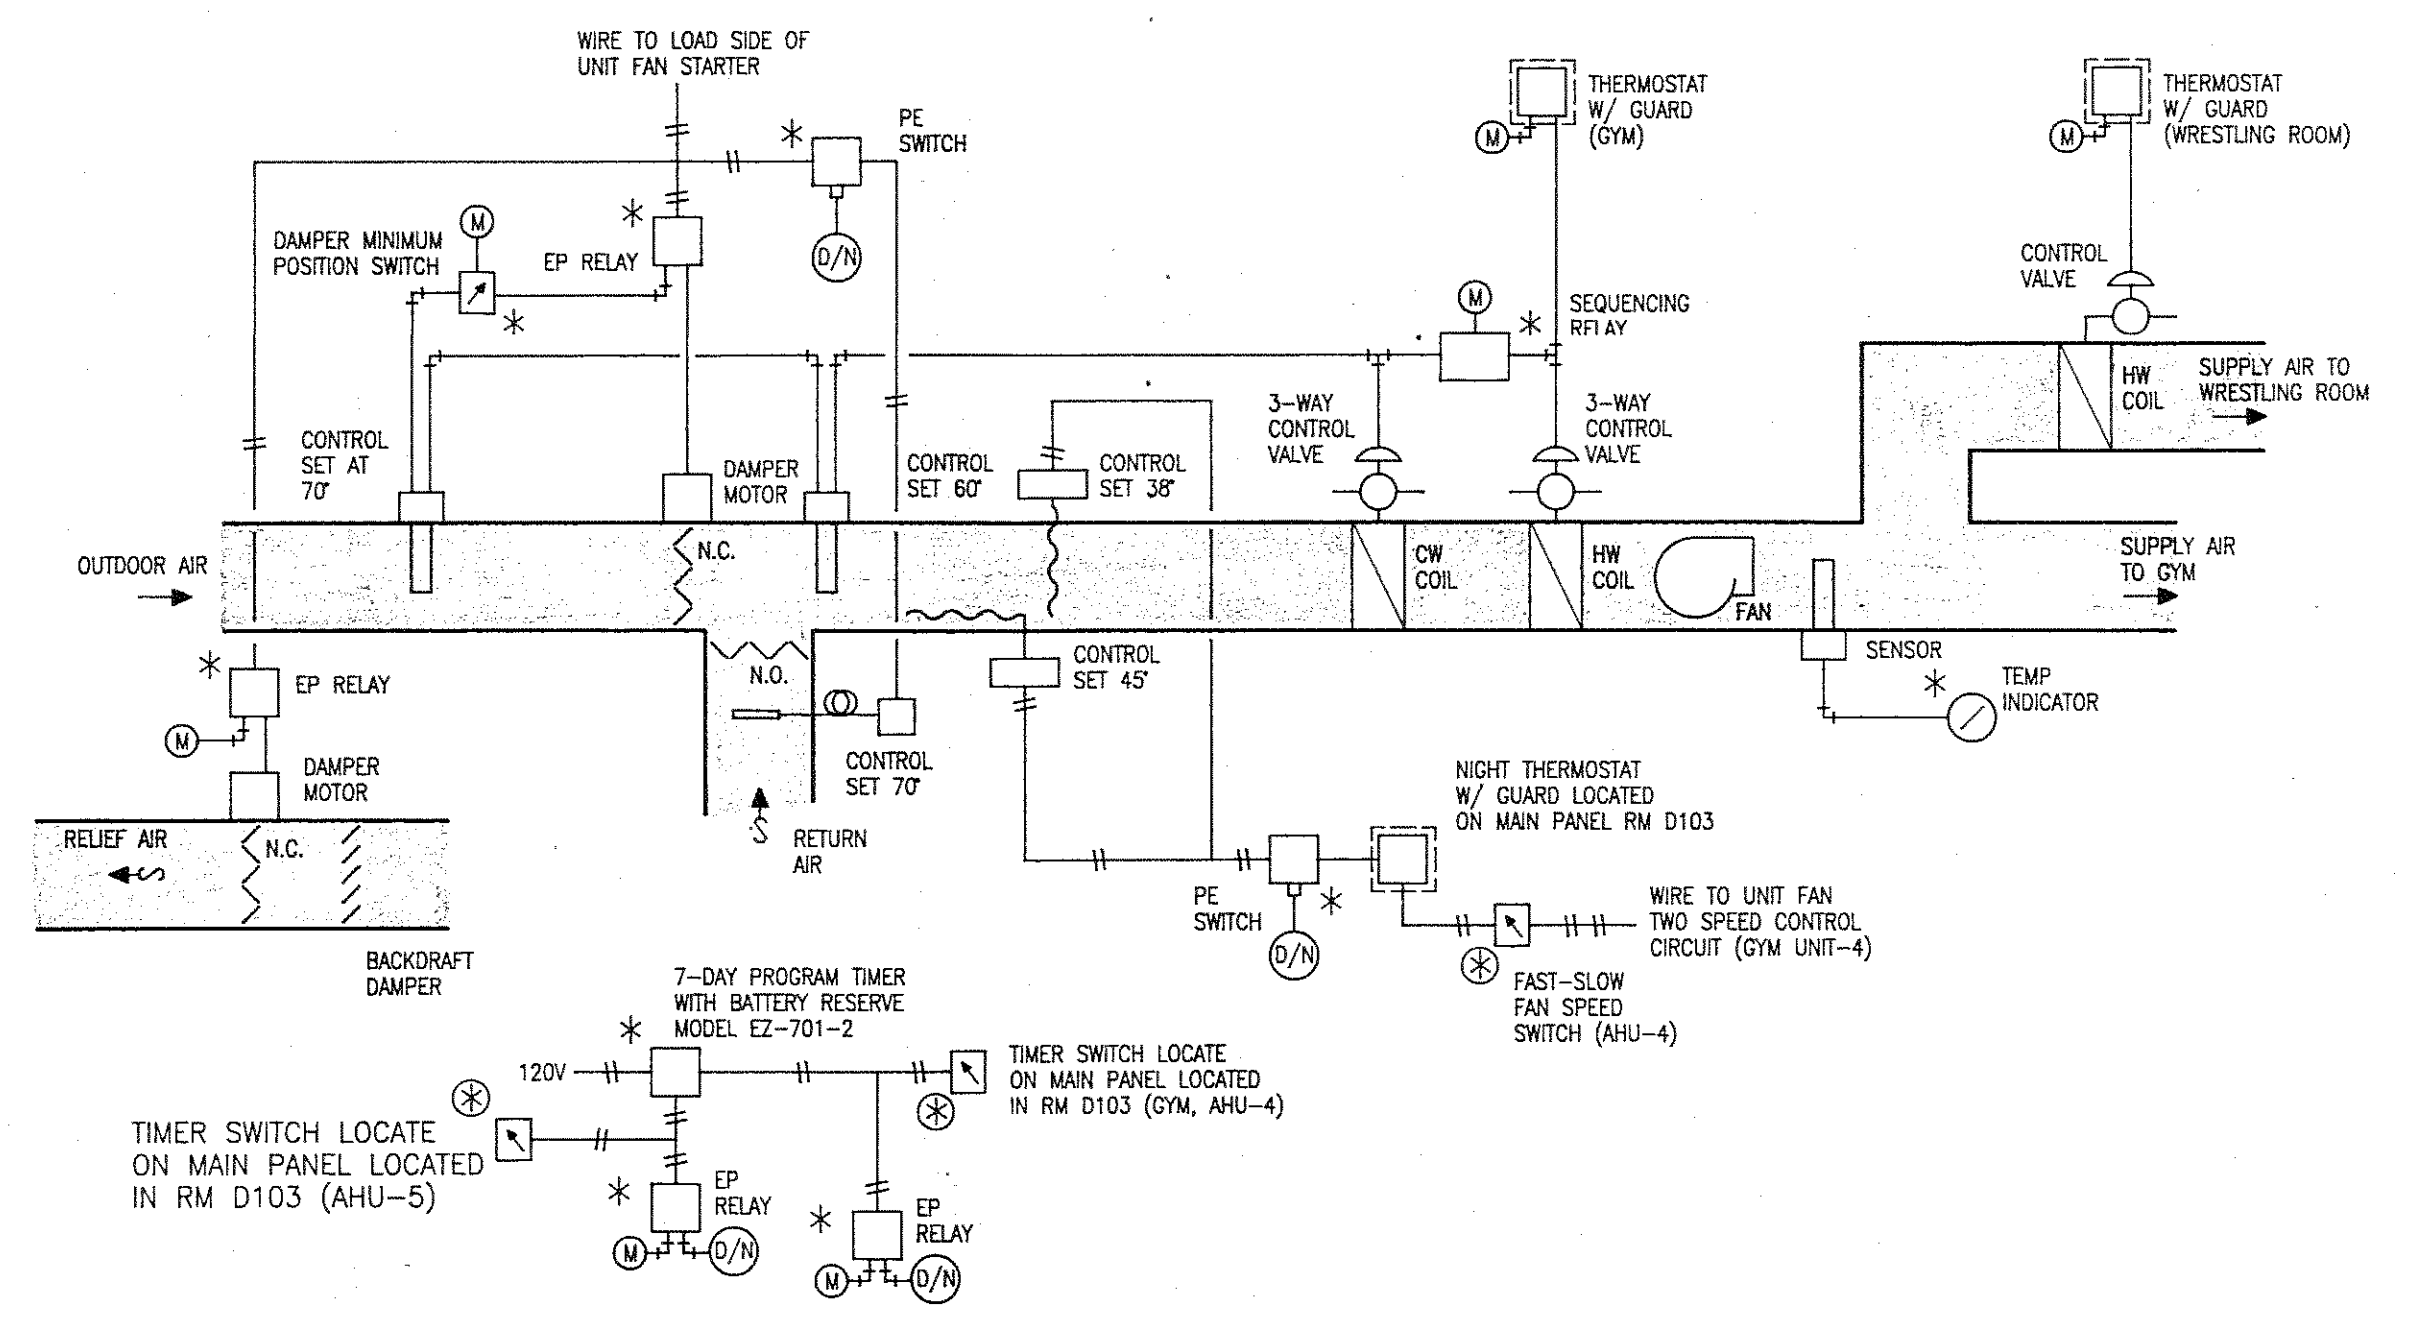 WIRE TO LOAD SIDE OF
UNIT FAN STARTER
PE
SWITCH
D/N
M
DAMPER MINIMUM
POSITION SWITCH
EP RELAY
THERMOSTAT
W/ GUARD
(GYM)
M
THERMOSTAT
W/ GUARD
(WRESTLING ROOM)
M
CONTROL
VALVE
M
SEQUENCING
RELAY
3-WAY
CONTROL
VALVE
3-WAY
CONTROL
VALVE
HW
COIL
SUPPLY AIR TO
WRESTLING ROOM
CONTROL
SET AT
70°
DAMPER
MOTOR
CONTROL
SET 60°
CONTROL
SET 38°
OUTDOOR AIR
N.C.
CW
COIL
HW
COIL
FAN
SUPPLY AIR
TO GYM
N.O.
CONTROL
SET 45°
SENSOR
TEMP
INDICATOR
EP RELAY
M
DAMPER
MOTOR
CONTROL
SET 70°
RELIEF AIR
N.C.
S
S
RETURN
AIR
BACKDRAFT
DAMPER
NIGHT THERMOSTAT
W/ GUARD LOCATED
ON MAIN PANEL RM D103
PE
SWITCH
D/N
WIRE TO UNIT FAN
TWO SPEED CONTROL
CIRCUIT (GYM UNIT-4)
FAST-SLOW
FAN SPEED
SWITCH (AHU-4)
7-DAY PROGRAM TIMER
WITH BATTERY RESERVE
MODEL EZ-701-2
120V
TIMER SWITCH LOCATE
ON MAIN PANEL LOCATED
IN RM D103 (GYM, AHU-4)
TIMER SWITCH LOCATE
ON MAIN PANEL LOCATED
IN RM D103 (AHU-5)
EP
RELAY
M
D/N
EP
RELAY
M
D/N